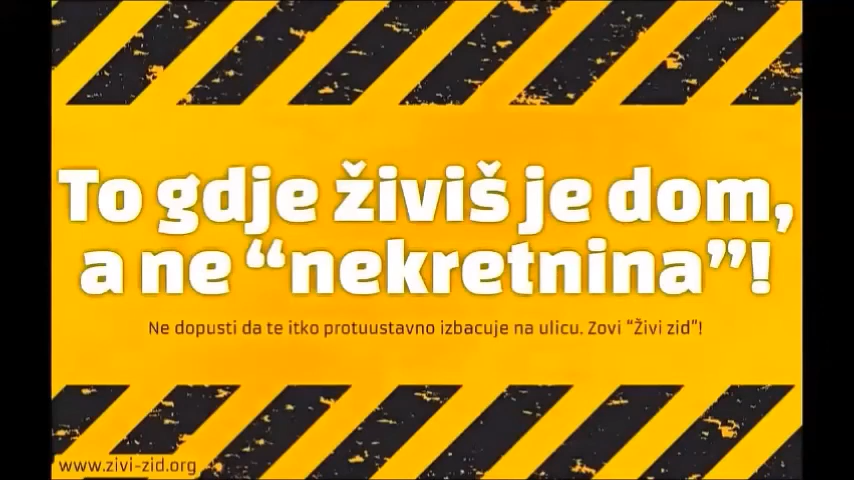 To gdje živiš je dom,
a ne “nekretnina”!
Ne dopusti da te itko protuustavno izbacuje na ulicu. Zovi “Živi zid”!
www.zivi-zid.org